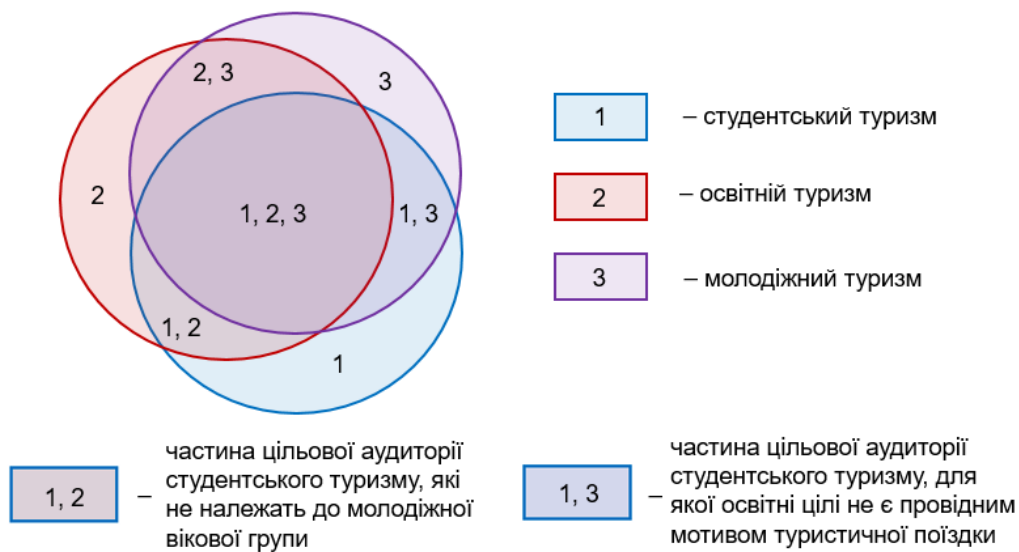 2, 3
3
2
1, 2, 3
1, 3
1, 2
1
1 – студентський туризм
2 – освітній туризм
3 – молодіжний туризм
1, 2 –
частина цільової аудиторії
студентського туризму, які
не належать до молодіжної
вікової групи
1, 3 –
частина цільової аудиторії
студентського туризму, для
якої освітні цілі не є провідним
мотивом туристичної поїздки